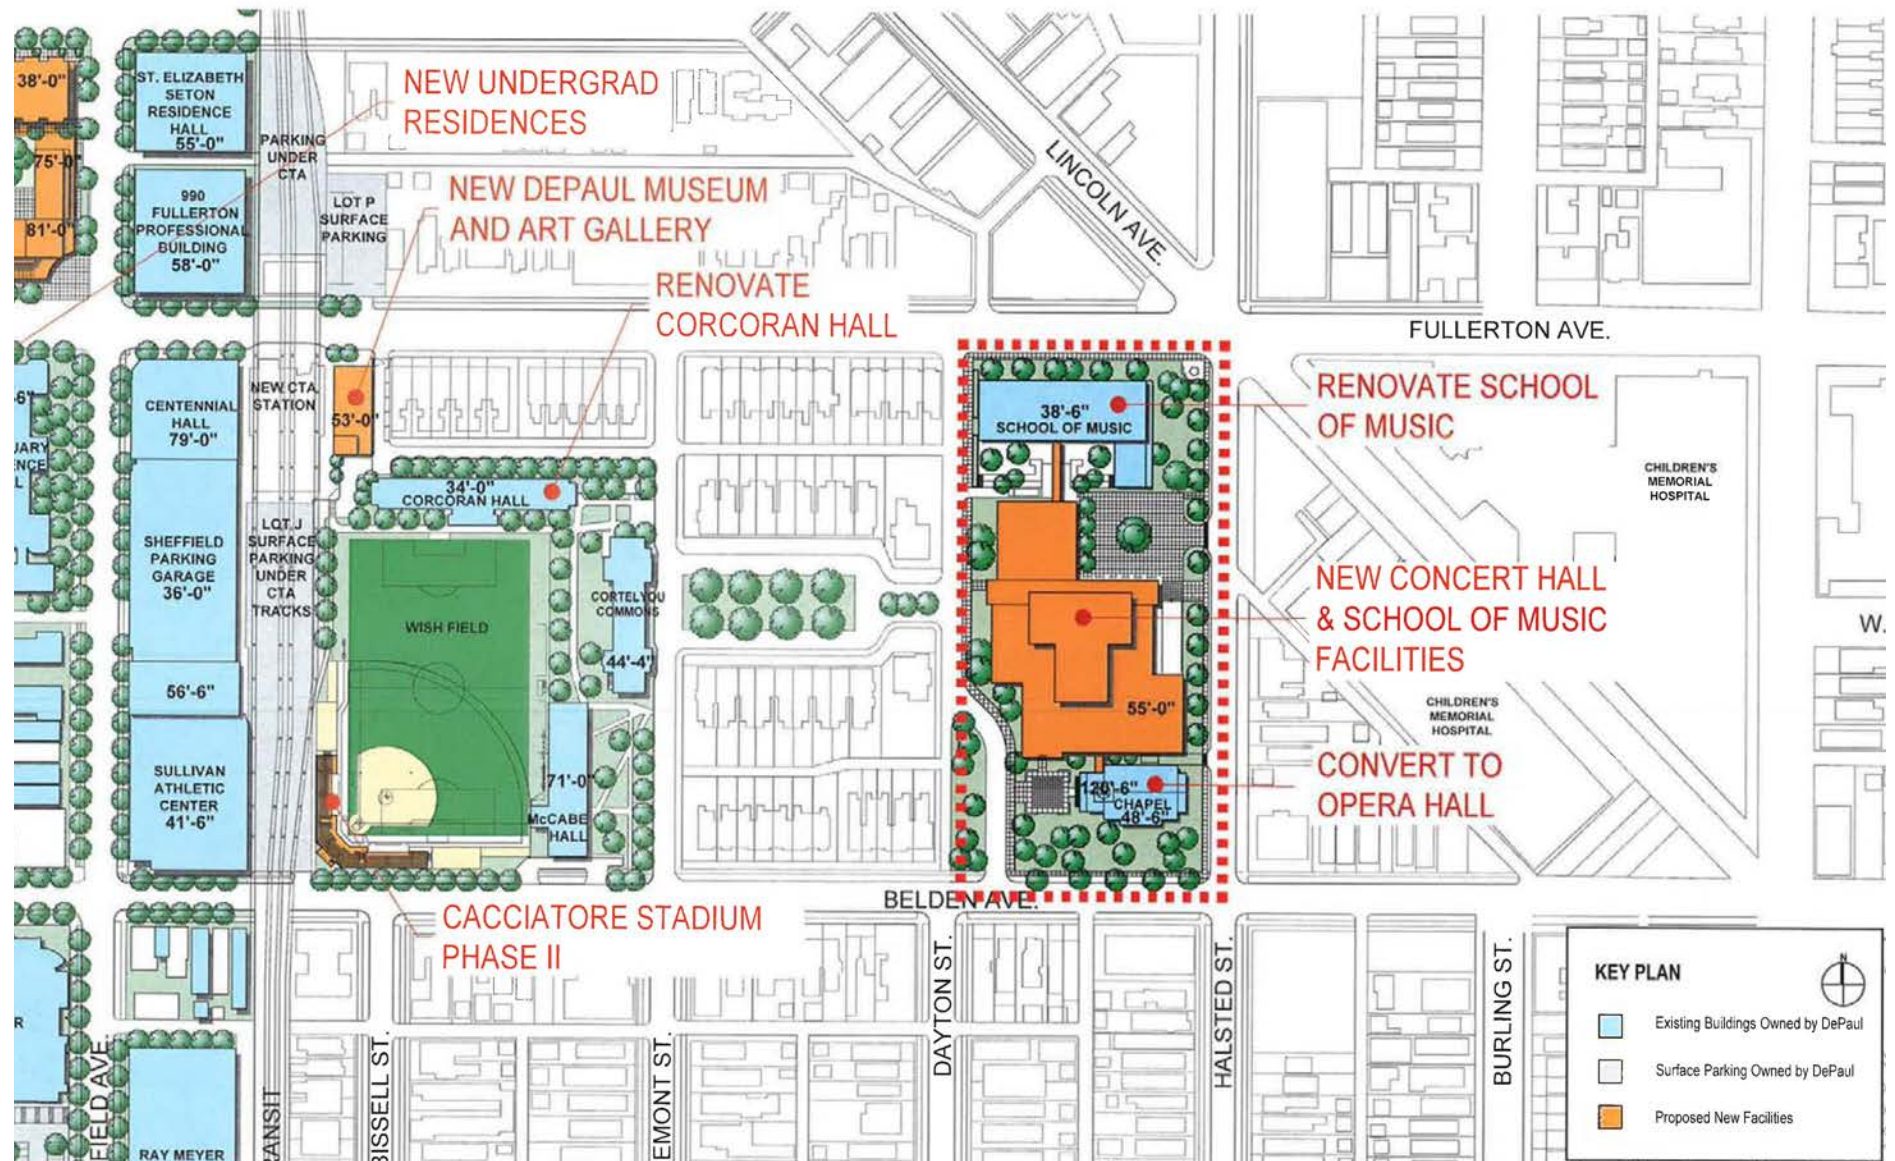 38'-0"
75'-0"
81'-0"
ST. ELIZABETH
SETON
RESIDENCE
HALL
55'-0"
PARKING
UNDER
CTA
990
FULLERTON
PROFESSIONAL
BUILDING
58'-0"
LOT P
SURFACE
PARKING
NEW UNDERGRAD
RESIDENCES
NEW DEPAUL MUSEUM
AND ART GALLERY
RENOVATE
CORCORAN HALL
LINCOLN AVE.
FULLERTON AVE.
CENTENNIAL
HALL
79'-0"
NEW CTA
STATION
53'-0"
34'-0"
CORCORAN HALL
SHEFFIELD
PARKING
GARAGE
36'-0"
LOT J
SURFACE
PARKING
UNDER
CTA
TRACKS
WISH FIELD
CORTELYOU
COMMONS
44'-4"
56'-6"
SULLIVAN
ATHLETIC
CENTER
41'-6"
71'-0"
McCABE
HALL
38'-6"
SCHOOL OF MUSIC
RENOVATE SCHOOL
OF MUSIC
CHILDREN'S
MEMORIAL
HOSPITAL
NEW CONCERT HALL
& SCHOOL OF MUSIC
FACILITIES
W.
55'-0"
CHILDREN'S
MEMORIAL
HOSPITAL
CONVERT TO
OPERA HALL
120'-6"
CHAPEL
48'-6"
BELDEN AVE.
CACCIATORE STADIUM
PHASE II
FIELD AVE.
RAY MEYER
ANSIT
BISSELL ST.
EMONT ST.
DAYTON ST.
HALSTED ST.
BURLING ST.
KEY PLAN
N
Existing Buildings Owned by DePaul
Surface Parking Owned by DePaul
Proposed New Facilities